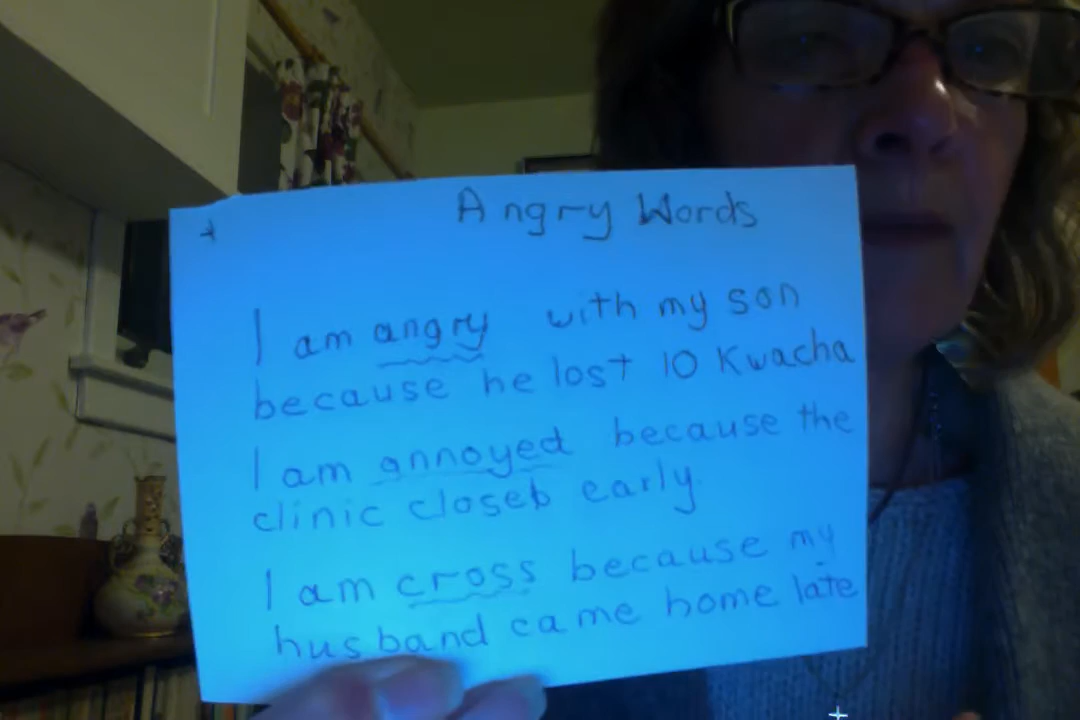 Angry Words
I am angry with my son
because he lost 10 Kwacha
I am annoyed because the
clinic closeb early.
I am cross because my
husband came home late